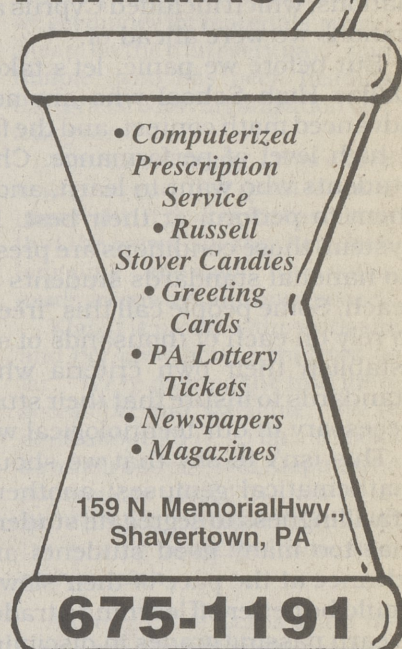 • Computerized
Prescription
Service
• Russell
Stover Candies
• Greeting
Cards
• PA Lottery
Tickets
• Newspapers
• Magazines
159 N. MemorialHwy.,
Shavertown, PA
675-1191